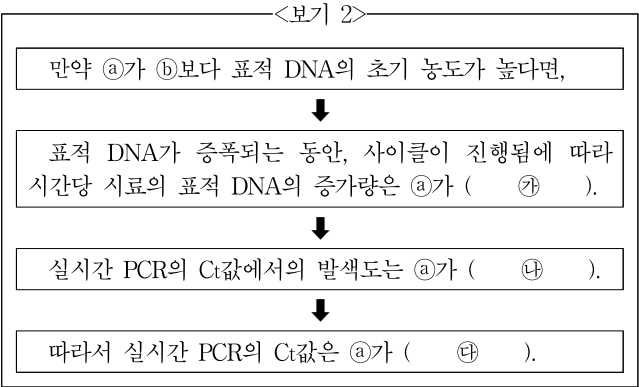 <보기 2>
만약 ⓐ가 ⓑ보다 표적 DNA의 초기 농도가 높다면,
표적 DNA가 증폭되는 동안, 사이클이 진행됨에 따라
시간당 시료의 표적 DNA의 증가량은 ⓐ가 ( ㉮ ).
실시간 PCR의 Ct값에서의 발색도는 ⓐ가 ( ㉯ ).
따라서 실시간 PCR의 Ct값은 ⓐ가 ( ㉰ ).